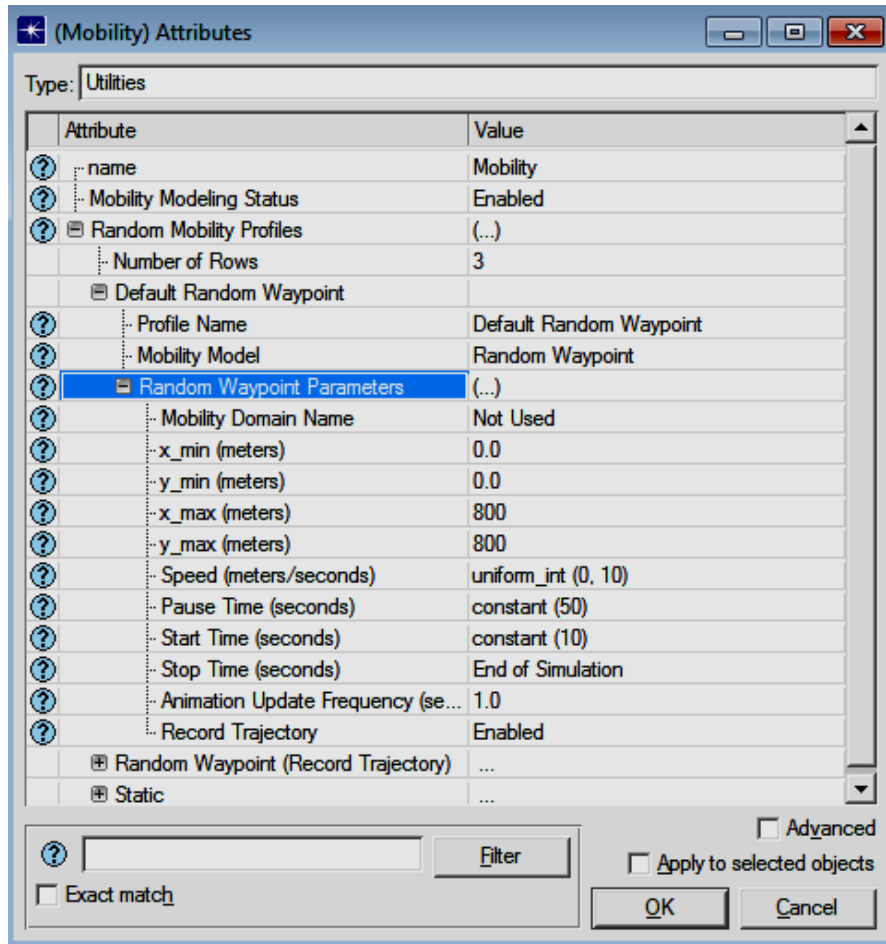 (Mobility) Attributes
Type: Utilities
Attribute Value
name Mobility
Mobility Modeling Status Enabled
Random Mobility Profiles (...)
Number of Rows 3
Default Random Waypoint
Profile Name Default Random Waypoint
Mobility Model Random Waypoint
Random Waypoint Parameters (...)
Mobility Domain Name Not Used
x_min (meters) 0.0
y_min (meters) 0.0
x_max (meters) 800
y_max (meters) 800
Speed (meters/seconds) uniform_int (0, 10)
Pause Time (seconds) constant (50)
Start Time (seconds) constant (10)
Stop Time (seconds) End of Simulation
Animation Update Frequency (se... 1.0
Record Trajectory Enabled
Random Waypoint (Record Trajectory) ...
Static ...
Advanced
Filter
Apply to selected objects
Exact match
OK Cancel